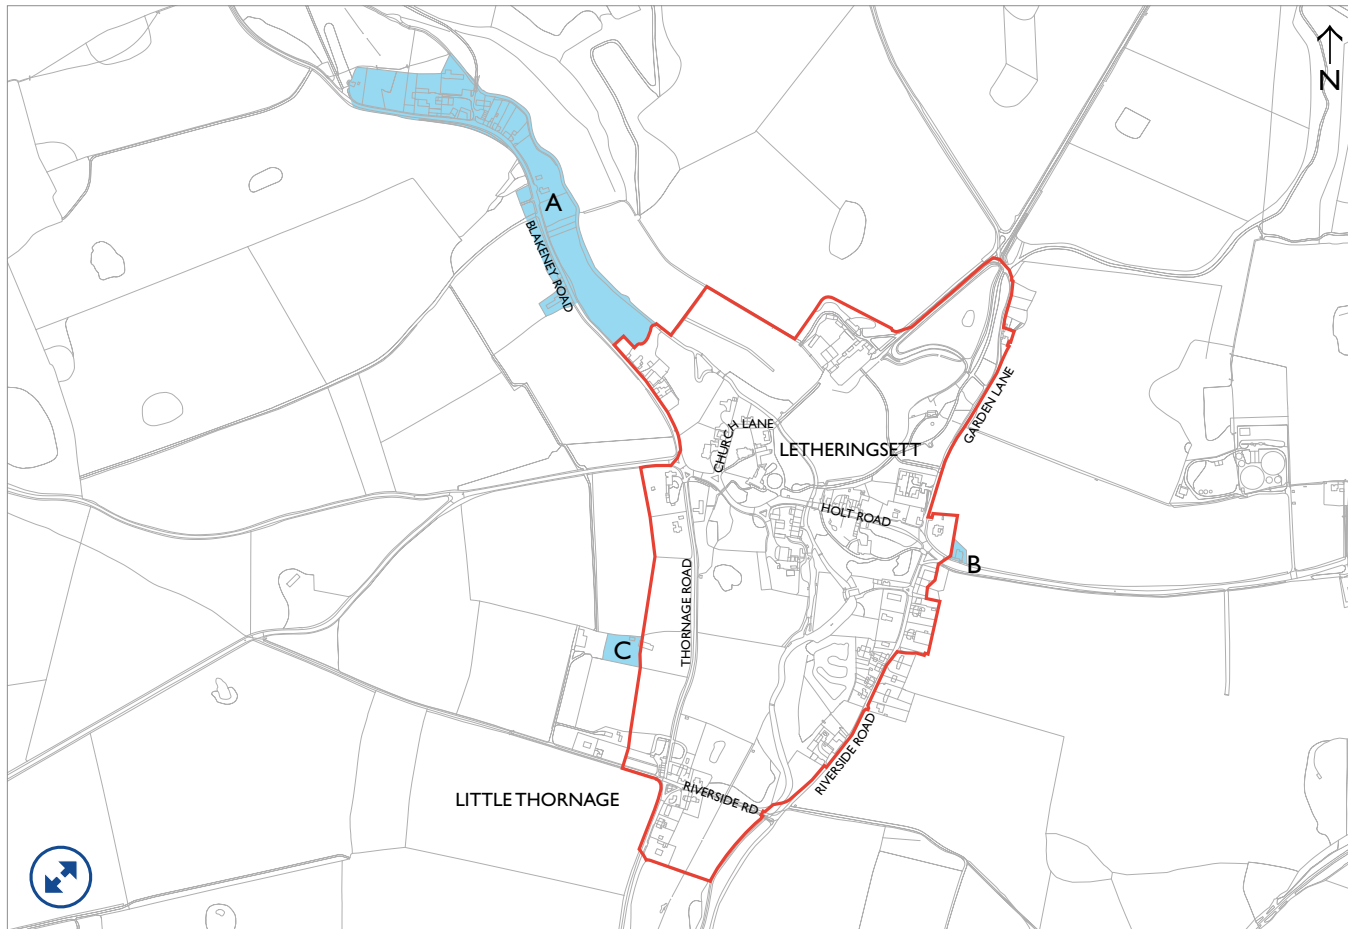 N
A
BLAKENEY ROAD
GARDEN LANE
CHURCH LANE
LETHERINGSETT
HOLT ROAD
B
THORNAGE ROAD
C
RIVERSIDE ROAD
RIVERSIDE RD
LITTLE THORNAGE